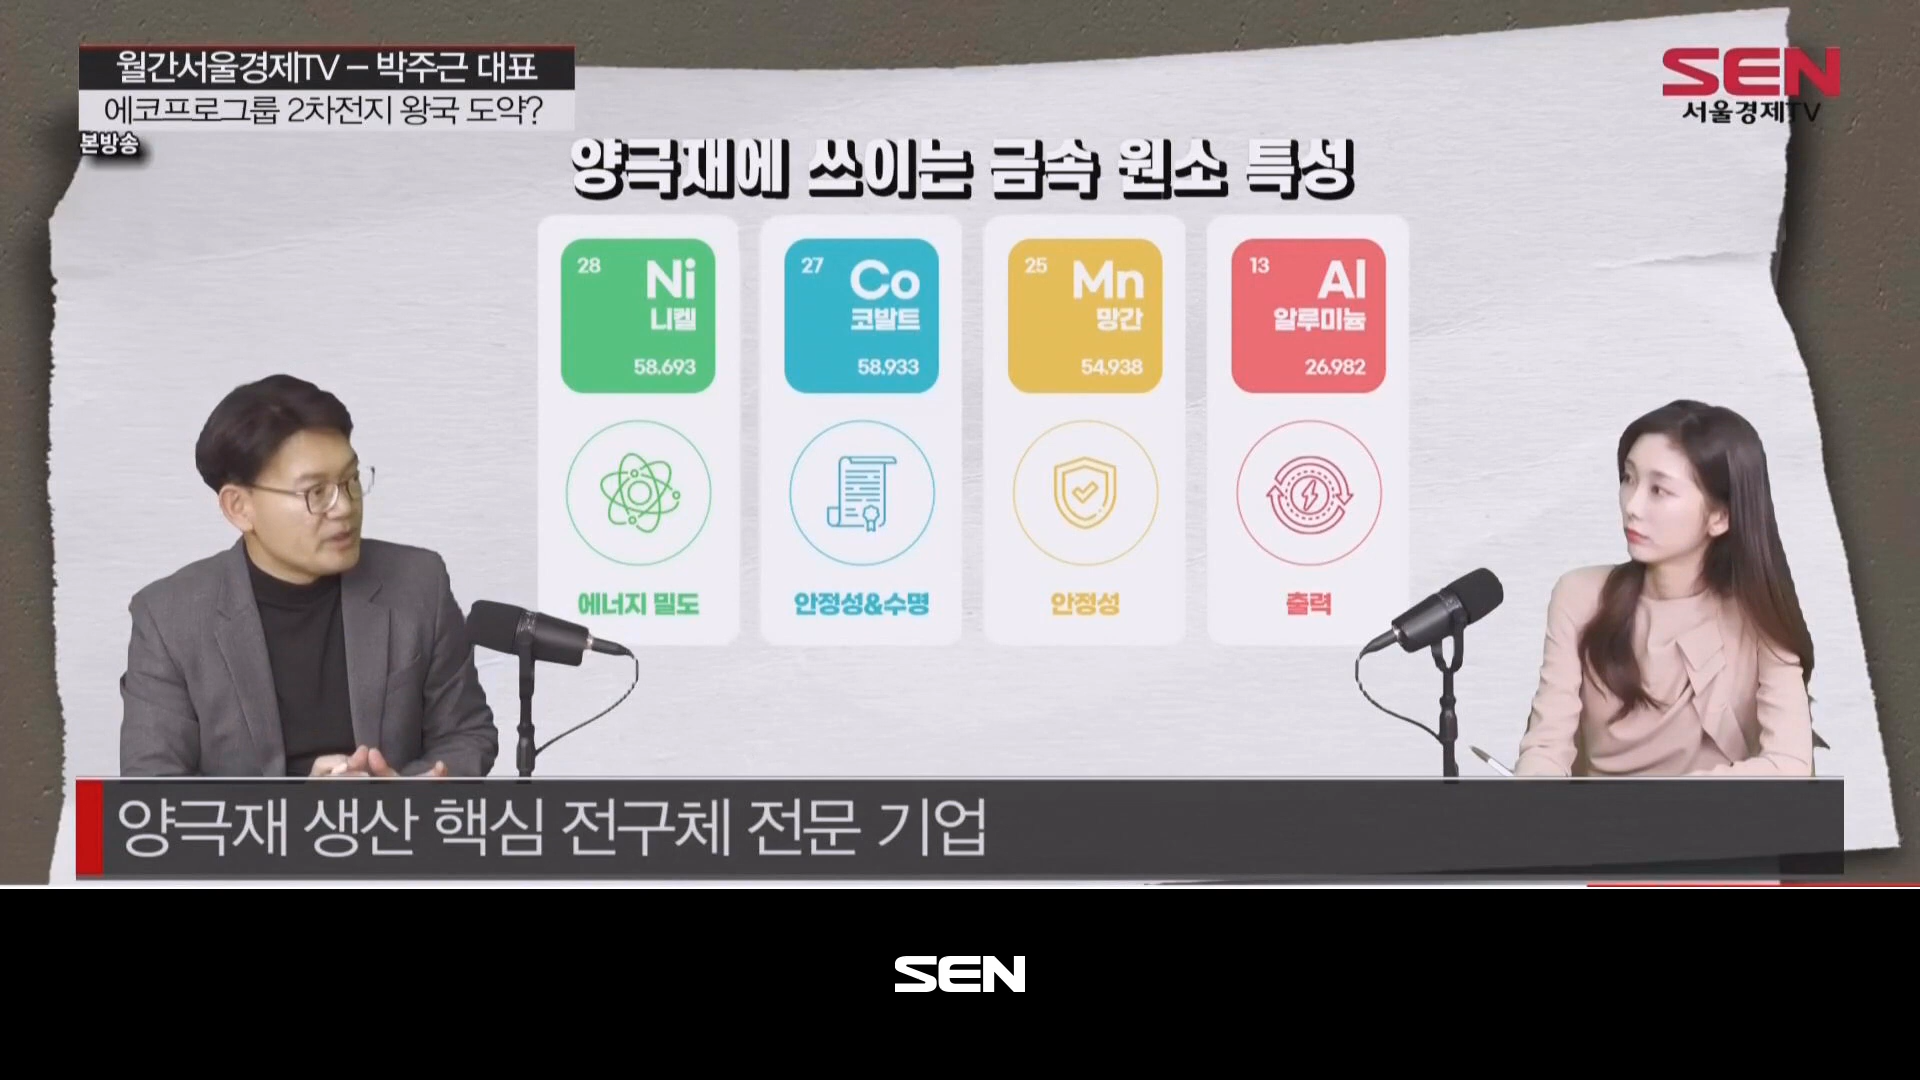 월간서울경제TV – 박주근 대표
에코프로그룹 2차전지 왕국 도약?
본방송
SEN
서울경제TV
양극재에 쓰이는 금속 원소 특성
28
Ni
니켈
58.693
에너지 밀도
27
Co
코발트
58.933
안정성&수명
25
Mn
망간
54.938
안정성
13
Al
알루미늄
26.982
출력
양극재 생산 핵심 전구체 전문 기업
SEN